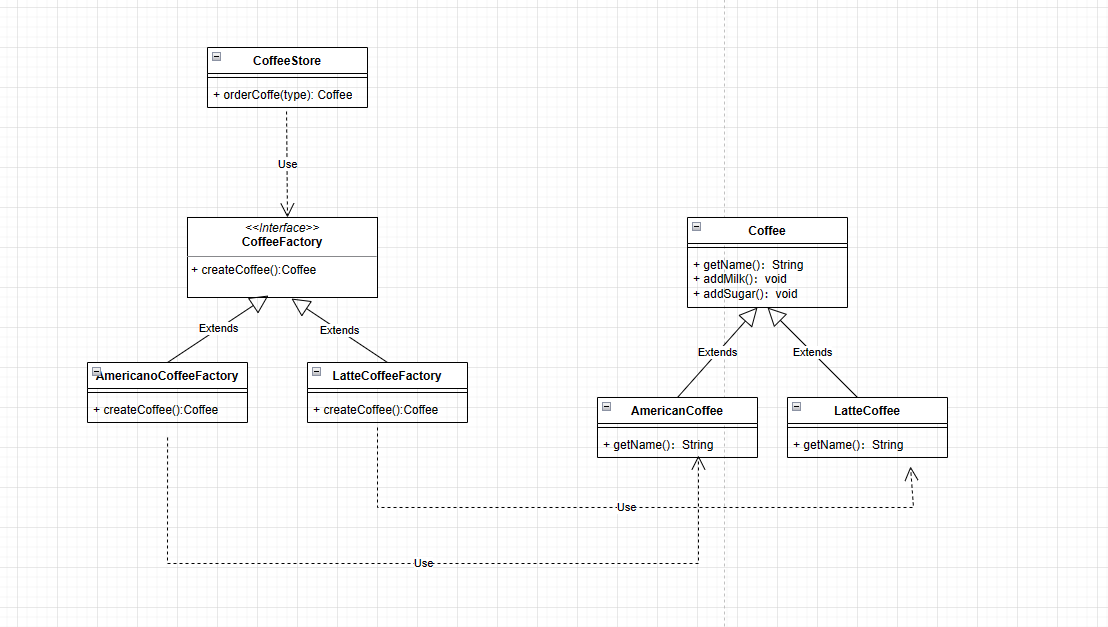 CoffeeStore
+ orderCoffe(type): Coffee
Use
<<Interface>>
CoffeeFactory
+ createCoffee():Coffee
Extends
Extends
AmericanoCoffeeFactory
+ createCoffee():Coffee
LatteCoffeeFactory
+ createCoffee():Coffee
Coffee
+ getName()：String
+ addMilk()：void
+ addSugar()：void
Extends
Extends
AmericanCoffee
+ getName()：String
LatteCoffee
+ getName()：String
Use
Use